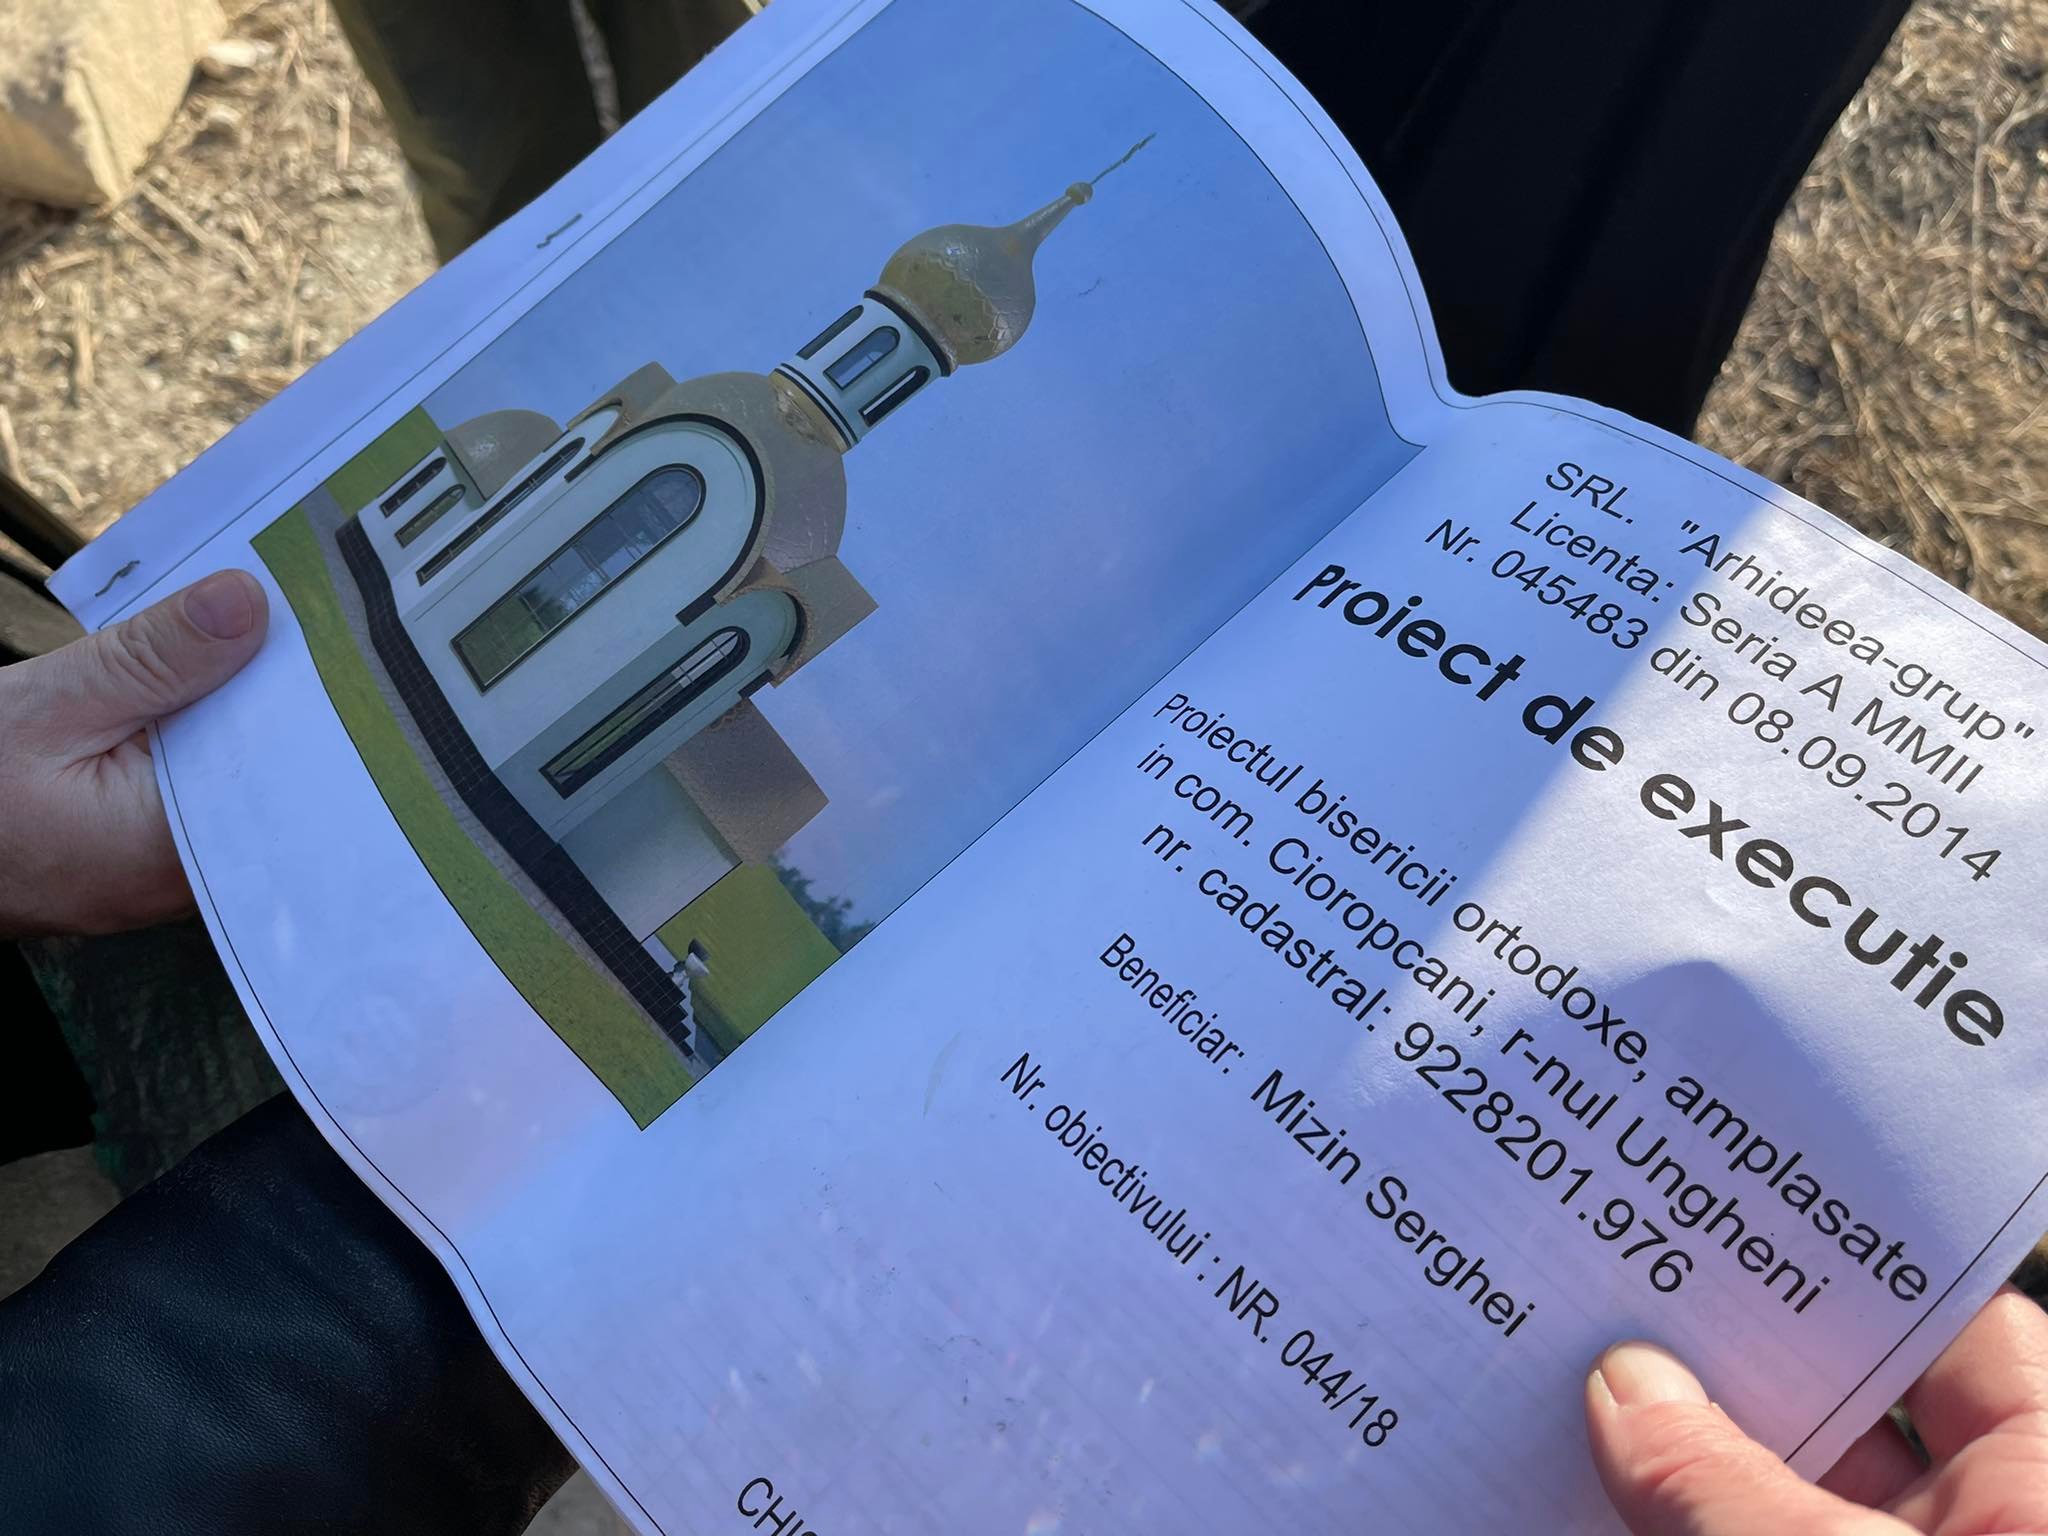 SRL. "Arhideea-grup"
Licenta: Seria A MMII
Nr. 045483 din 08.09.2014
Proiect de executie
Proiectul bisericii ortodoxe, amplasate
in com. Cioropcani, r-nul Ungheni
nr. cadastral: 9228201.976
Beneficiar: Mizin Serghei
Nr. obiectivului : NR. 044/18